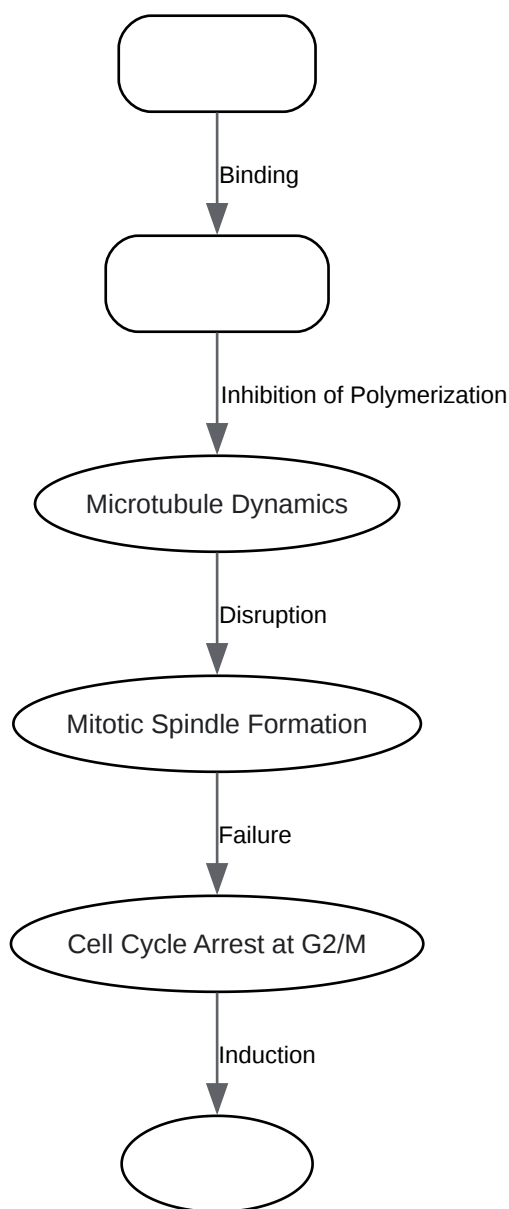 Binding
Inhibition of Polymerization
Microtubule Dynamics
Disruption
Mitotic Spindle Formation
Failure
Cell Cycle Arrest at G2/M
Induction